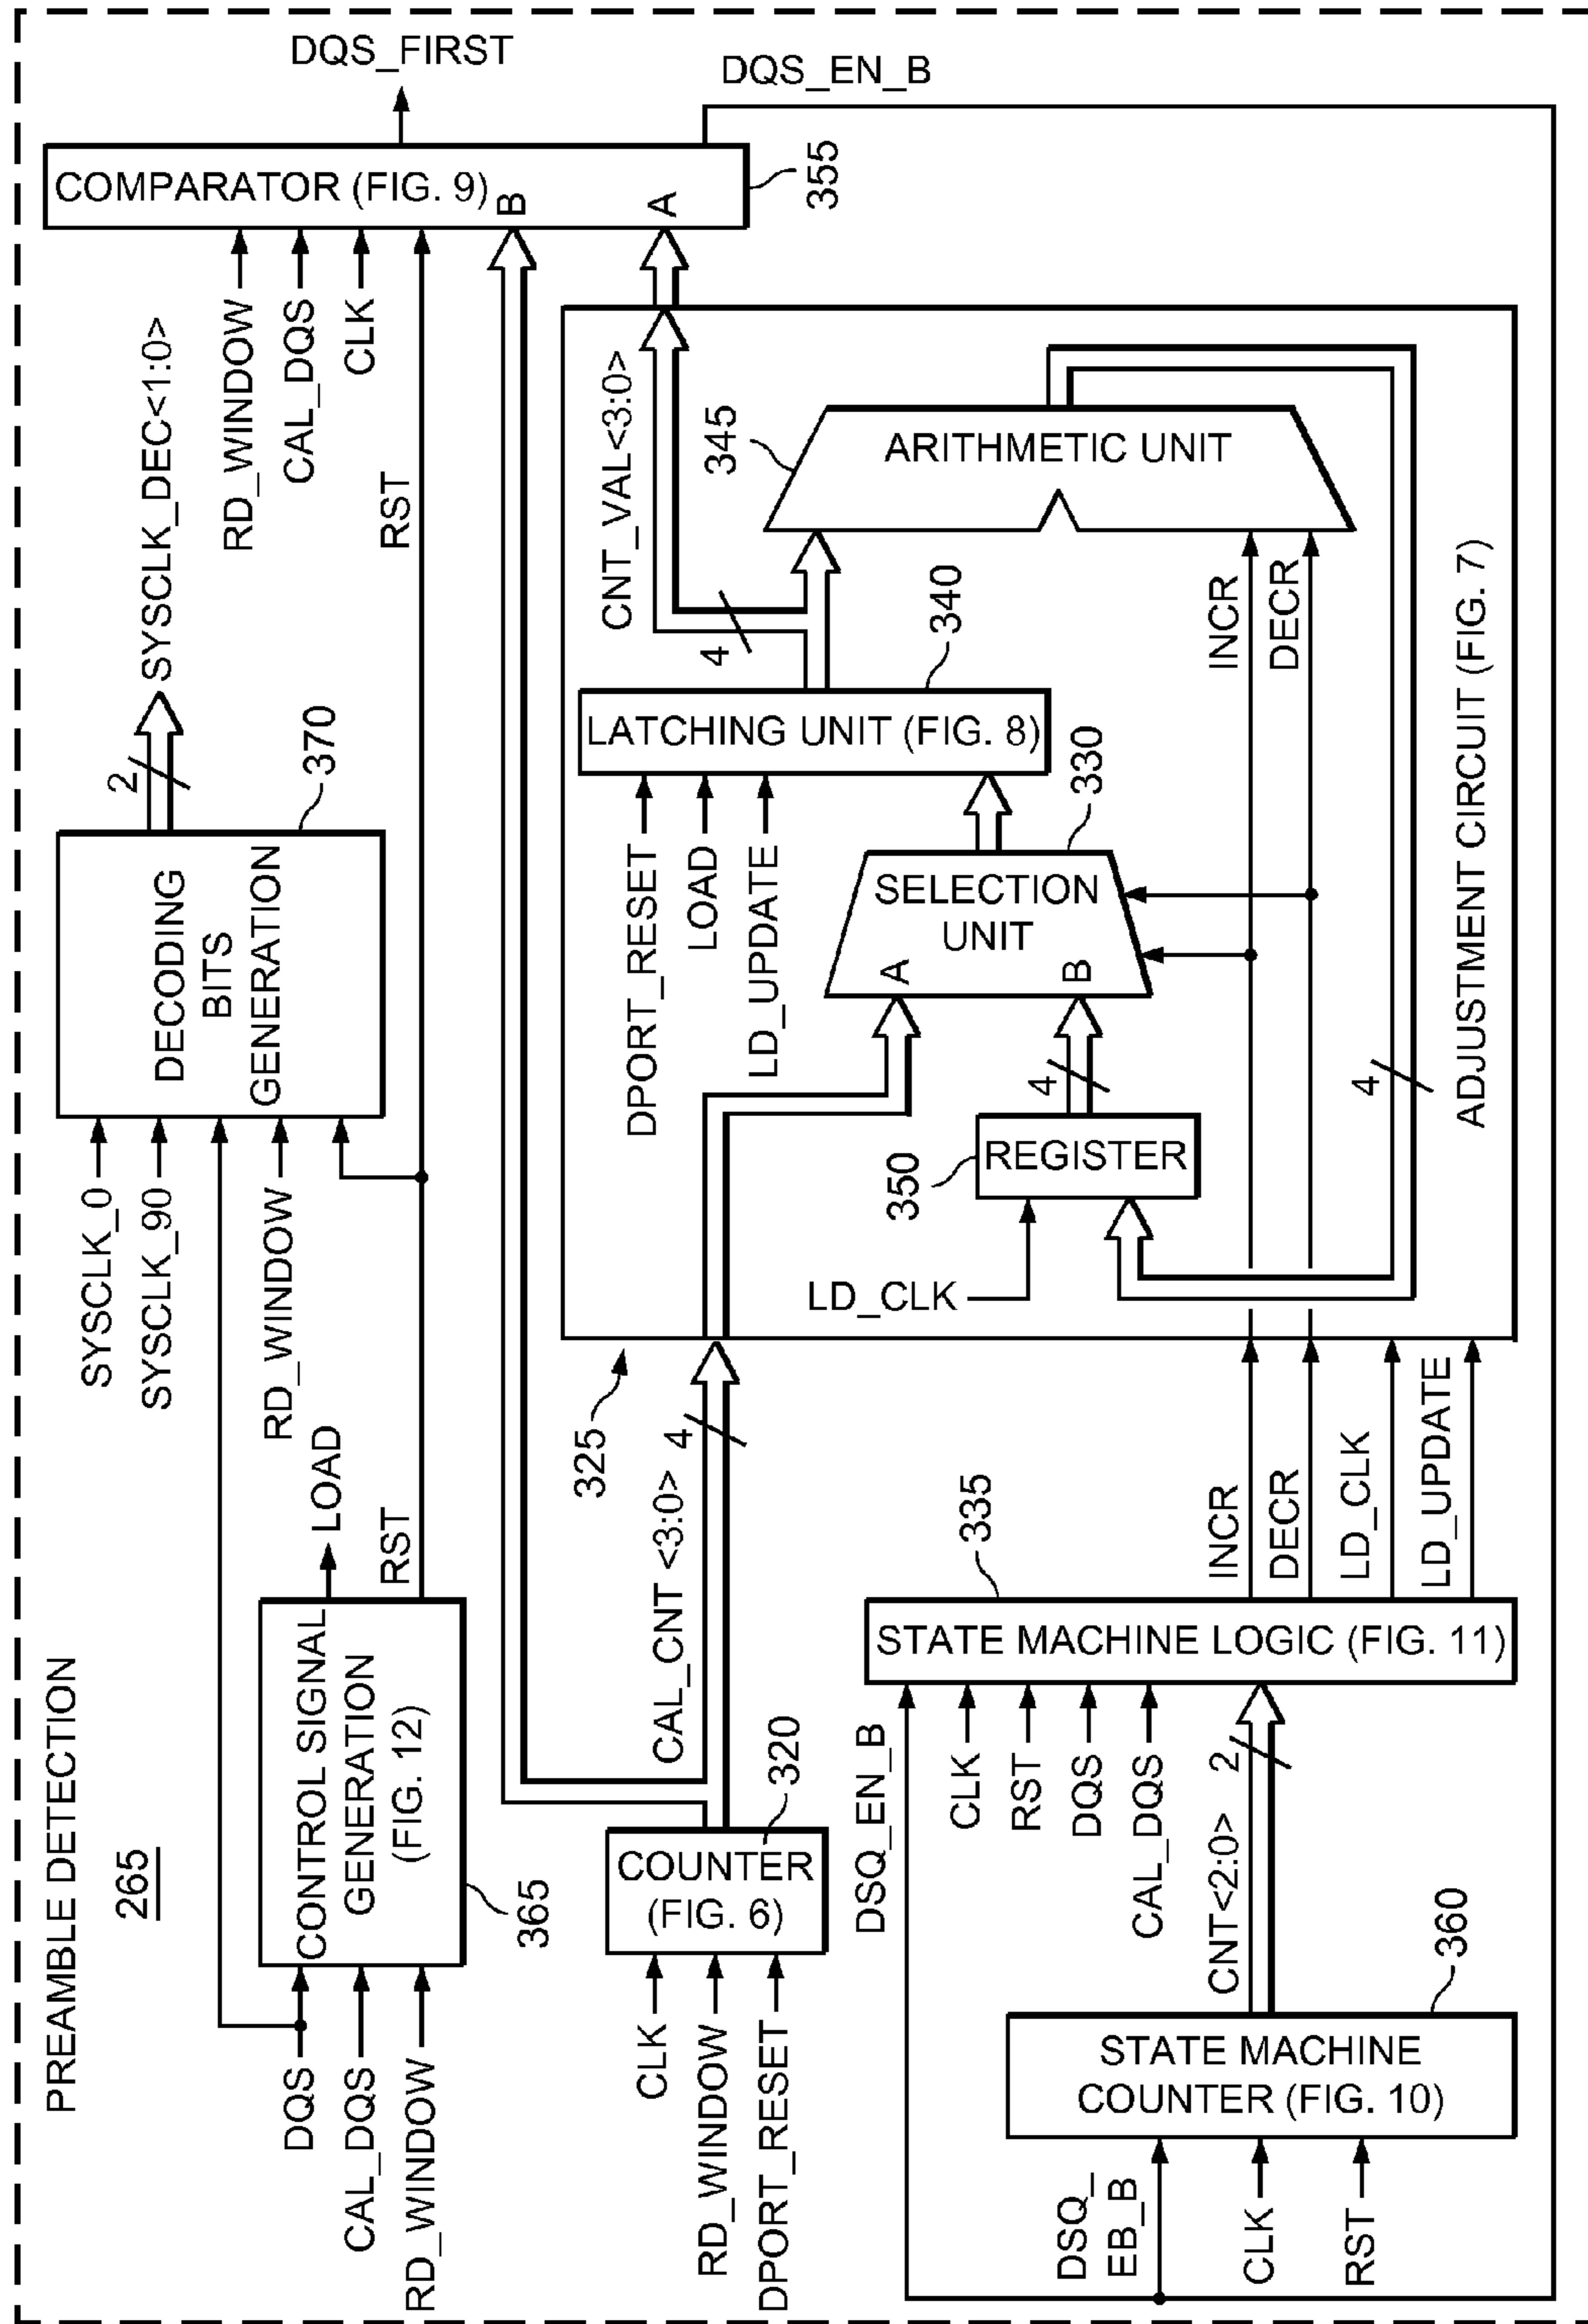 PREAMBLE DETECTION
265
DQS
CAL_DQS
RD_WINDOW
CONTROL SIGNAL
GENERATION
(FIG. 12)
365
LOAD
RST
SYSCLK_0
SYSCLK_90
RD_WINDOW
DECODING
BITS
GENERATION
370
2
SYSCLK_DEC<1:0>
RST
RD_WINDOW
CAL_DQS
CLK
COMPARATOR (FIG. 9)
B
A
355
DQS_FIRST
DQS_EN_B
CLK
RD_WINDOW
DPORT_RESET
COUNTER
(FIG. 6)
320
CAL_CNT <3:0>
4
325
DPORT_RESET
LOAD
LD_UPDATE
LATCHING UNIT (FIG. 8)
340
4
CNT_VAL<3:0>
345
ARITHMETIC UNIT
SELECTION
UNIT
A
B
330
LD_CLK
350
REGISTER
4
INCR
DECR
4
ADJUSTMENT CIRCUIT (FIG. 7)
DSQ_EN_B
CLK
RST
DQS
CAL_DQS
CNT<2:0>
2
STATE MACHINE LOGIC (FIG. 11)
335
INCR
DECR
LD_CLK
LD_UPDATE
DSQ_
EB_B
CLK
RST
STATE MACHINE
COUNTER (FIG. 10)
360